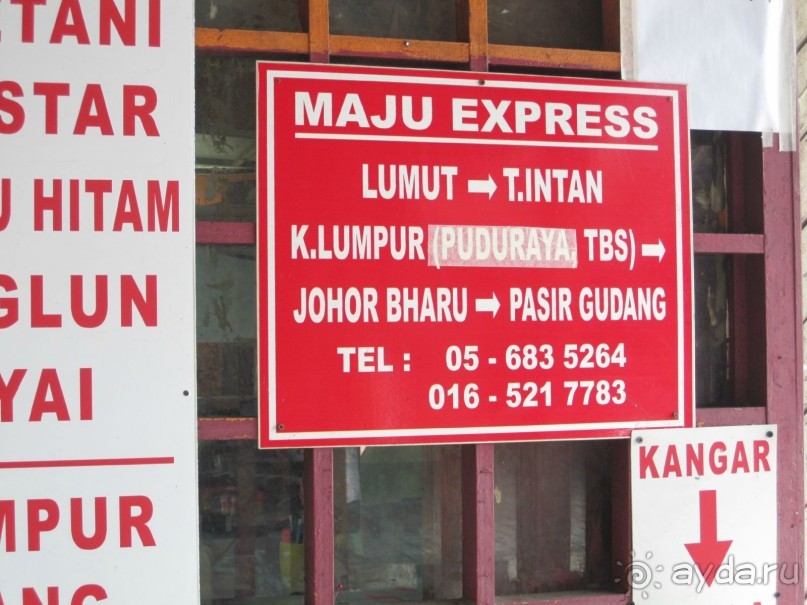 ETANI
STAR
U HITAM
GLUN
YAI
MPUR
ANG
MAJU EXPRESS
LUMUT ➡ T.INTAN
K.LUMPUR (PUDURAYA, TBS) ➡
JOHOR BHARU ➡ PASIR GUDANG
TEL : 05 - 683 5264
016 - 521 7783
KANGAR
ayda.ru